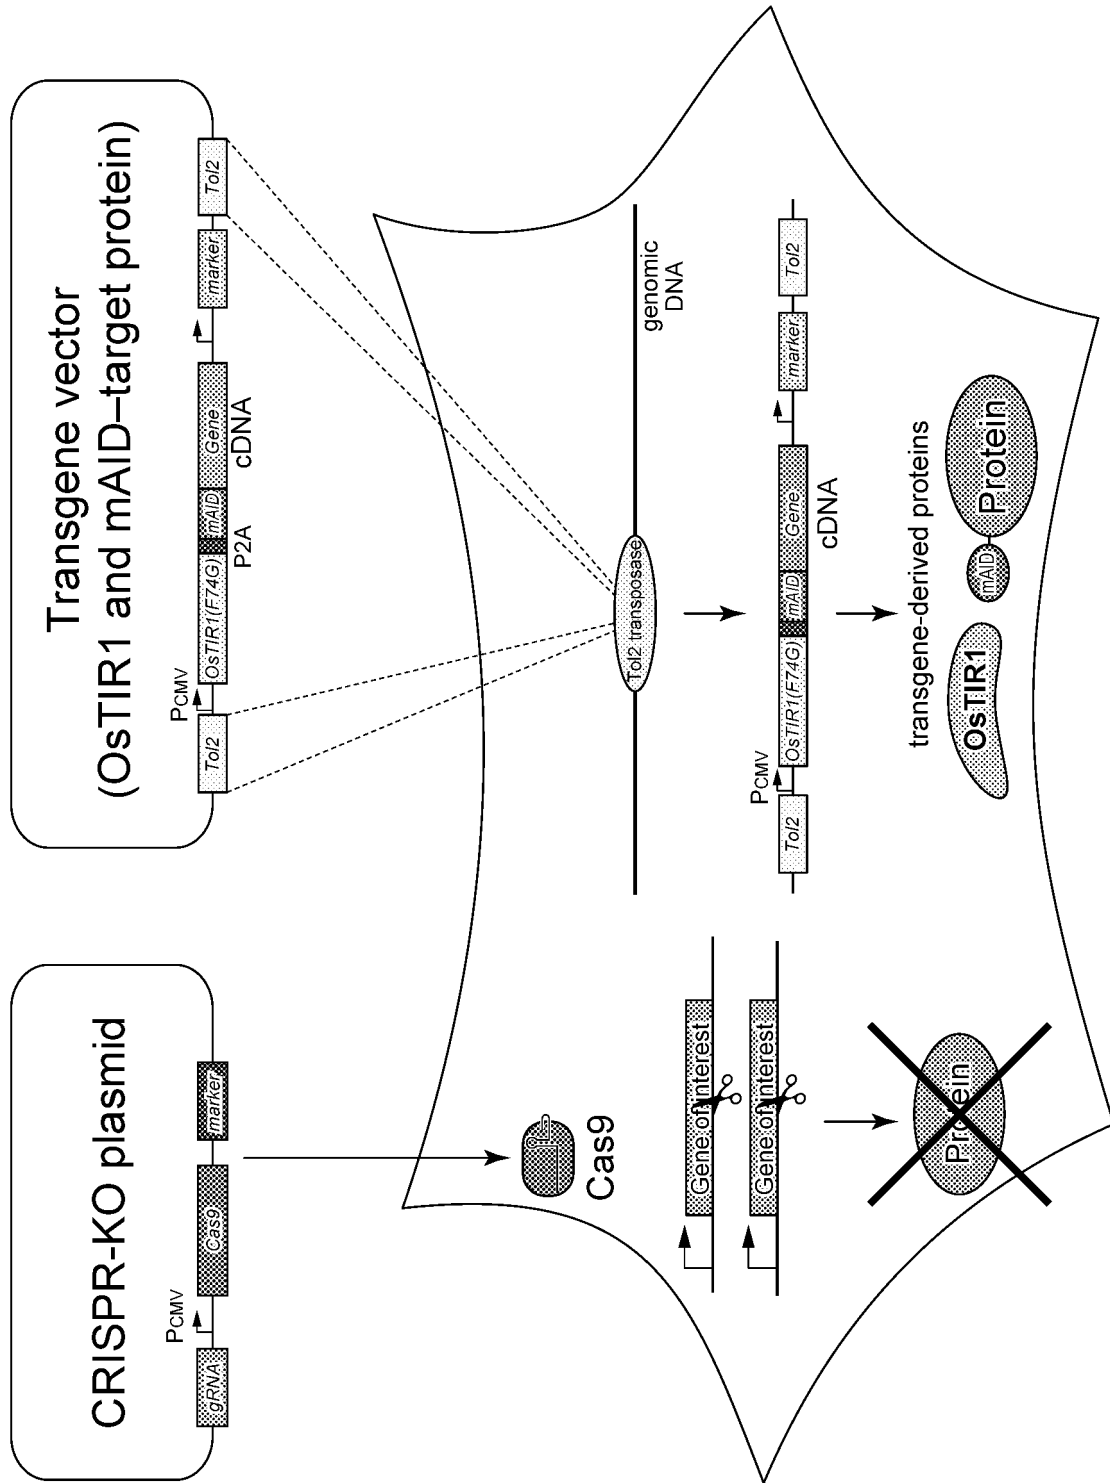 CRISPR-KO plasmid
PCMV
gRNA
Cas9
marker
Transgene vector
(OsTIR1 and mAID–target protein)
PCMV
Tol2
OsTIR1(F74G)
mAID
Gene
marker
Tol2
P2A
cDNA
Cas9
Gene of interest
Gene of interest
Protein
Tol2 transposase
genomic
DNA
PCMV
Tol2
OsTIR1(F74G)
mAID
Gene
marker
Tol2
cDNA
transgene-derived proteins
OsTIR1
mAID
Protein